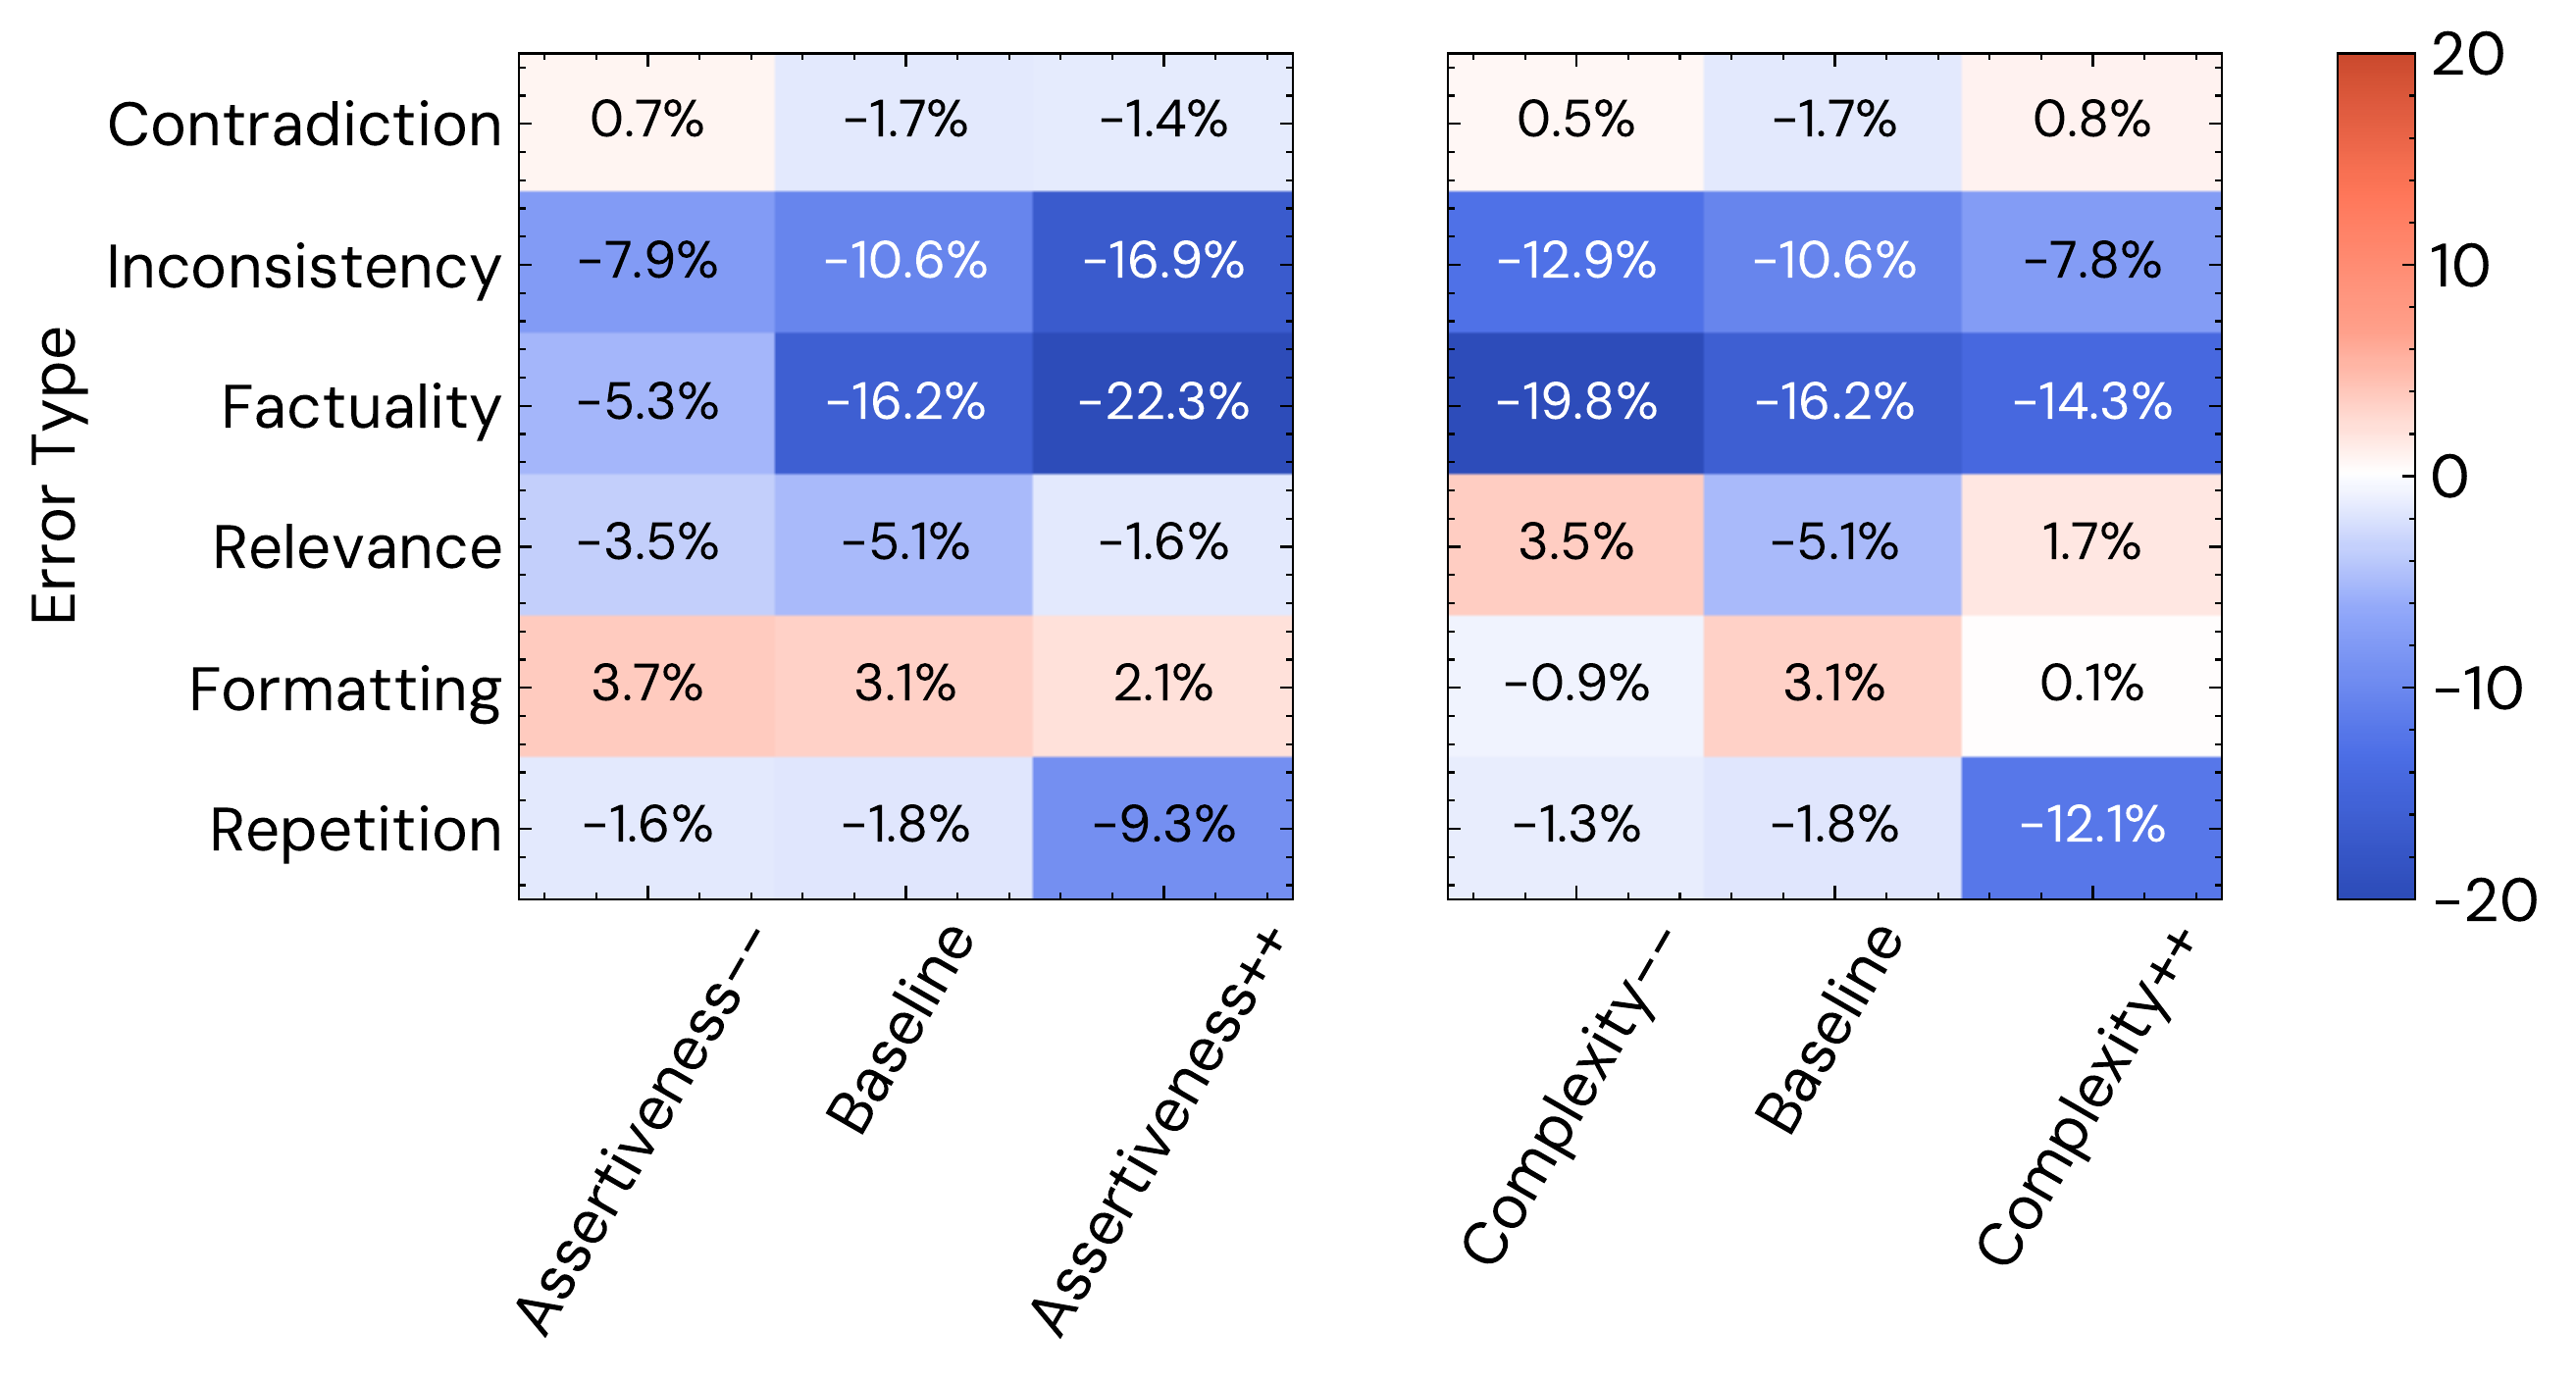 Error Type
Contradiction 0.7% −1.7% −1.4% 0.5% −1.7% 0.8%
Inconsistency −7.9% −10.6% −16.9% −12.9% −10.6% −7.8%
Factuality −5.3% −16.2% −22.3% −19.8% −16.2% −14.3%
Relevance −3.5% −5.1% −1.6% 3.5% −5.1% 1.7%
Formatting 3.7% 3.1% 2.1% −0.9% 3.1% 0.1%
Repetition −1.6% −1.8% −9.3% −1.3% −1.8% −12.1%
Assertiveness−−
Baseline
Assertiveness++
Complexity−−
Baseline
Complexity++
20
10
0
−10
−20